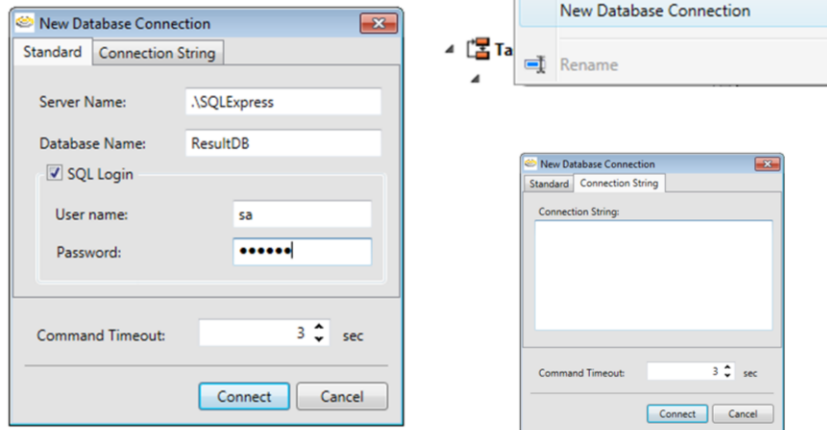 New Database Connection
Standard Connection String
Server Name: .\SQLExpress
Database Name: ResultDB
SQL Login
User name: sa
Password: ••••••
Command Timeout: 3 sec
Connect Cancel
New Database Connection
Ta
Rename
New Database Connection
Standard Connection String
Connection String:
Command Timeout: 3 sec
Connect Cancel